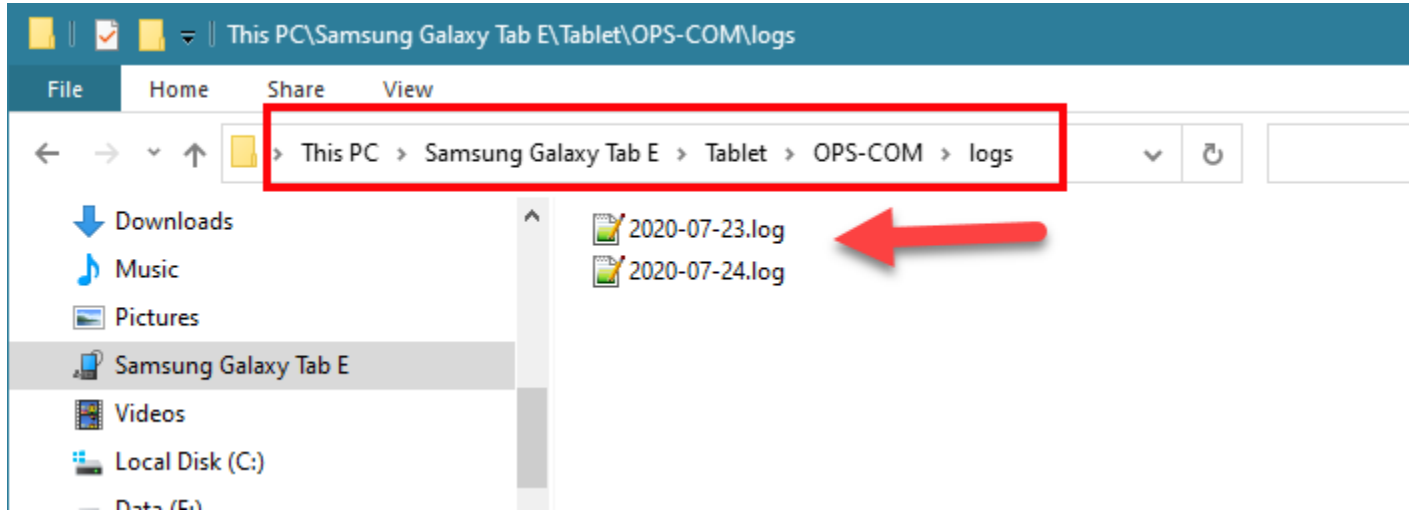 This PC\Samsung Galaxy Tab E\Tablet\OPS-COM\logs
File Home Share View
This PC > Samsung Galaxy Tab E > Tablet > OPS-COM > logs
Downloads
Music
Pictures
Samsung Galaxy Tab E
Videos
Local Disk (C:)
Data (F:)
2020-07-23.log
2020-07-24.log